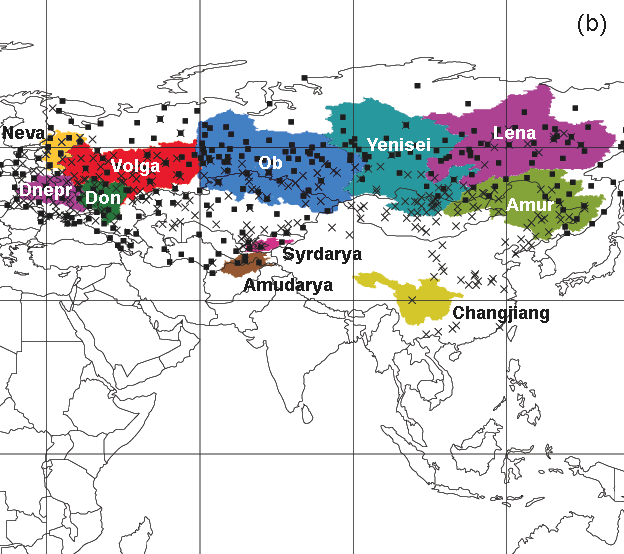 (b)
Neva
Volga
Ob
Yenisei
Lena
Dnepr
Don
Amur
Syrdarya
Amudarya
Changjiang